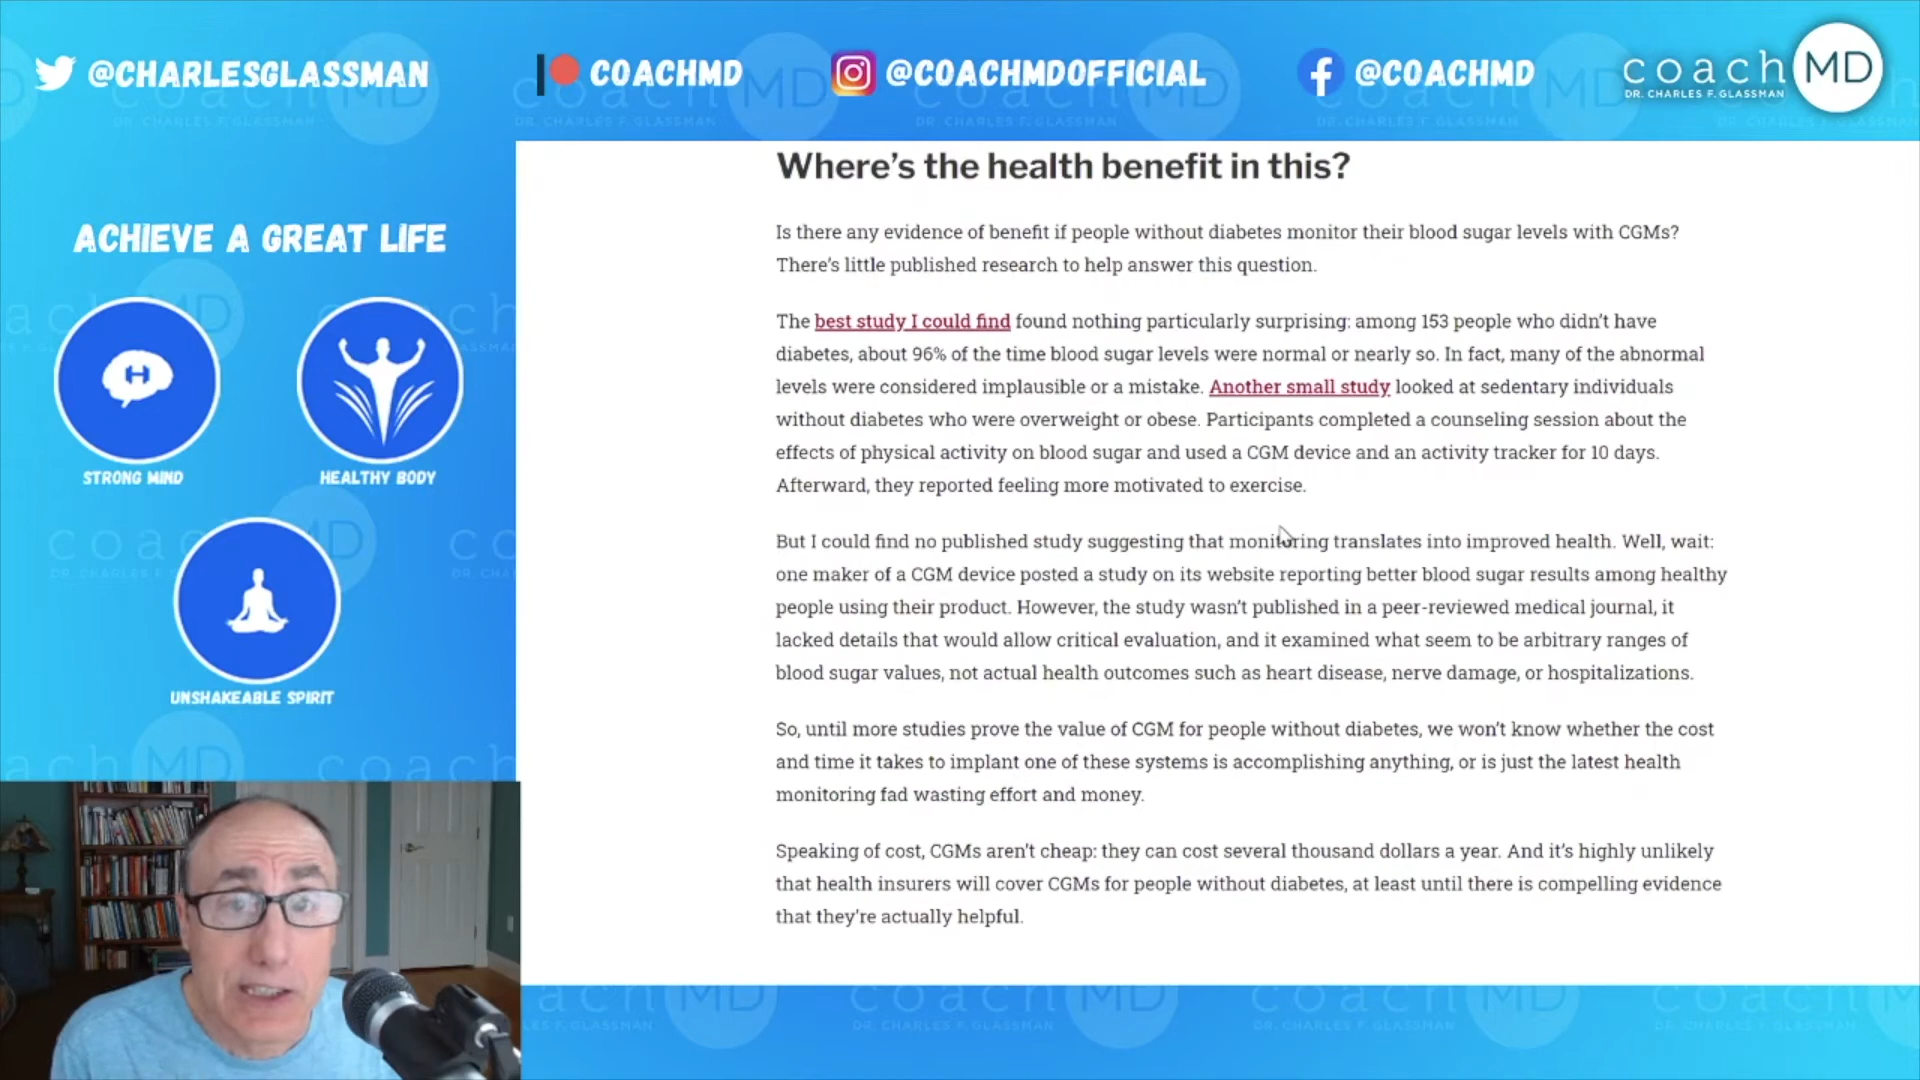 @CHARLESGLASSMAN
COACHMD
@COACHMDOFFICIAL
@COACHMD
coach MD
DR. CHARLES F. GLASSMAN
ACHIEVE A GREAT LIFE
H
STRONG MIND
HEALTHY BODY
UNSHAKEABLE SPIRIT
Where's the health benefit in this?
Is there any evidence of benefit if people without diabetes monitor their blood sugar levels with CGMs?
There's little published research to help answer this question.
The best study I could find found nothing particularly surprising: among 153 people who didn't have
diabetes, about 96% of the time blood sugar levels were normal or nearly so. In fact, many of the abnormal
levels were considered implausible or a mistake. Another small study looked at sedentary individuals
without diabetes who were overweight or obese. Participants completed a counseling session about the
effects of physical activity on blood sugar and used a CGM device and an activity tracker for 10 days.
Afterward, they reported feeling more motivated to exercise.
But I could find no published study suggesting that monitoring translates into improved health. Well, wait:
one maker of a CGM device posted a study on its website reporting better blood sugar results among healthy
people using their product. However, the study wasn't published in a peer-reviewed medical journal, it
lacked details that would allow critical evaluation, and it examined what seem to be arbitrary ranges of
blood sugar values, not actual health outcomes such as heart disease, nerve damage, or hospitalizations.
So, until more studies prove the value of CGM for people without diabetes, we won't know whether the cost
and time it takes to implant one of these systems is accomplishing anything, or is just the latest health
monitoring fad wasting effort and money.
Speaking of cost, CGMs aren't cheap: they can cost several thousand dollars a year. And it's highly unlikely
that health insurers will cover CGMs for people without diabetes, at least until there is compelling evidence
that they're actually helpful.